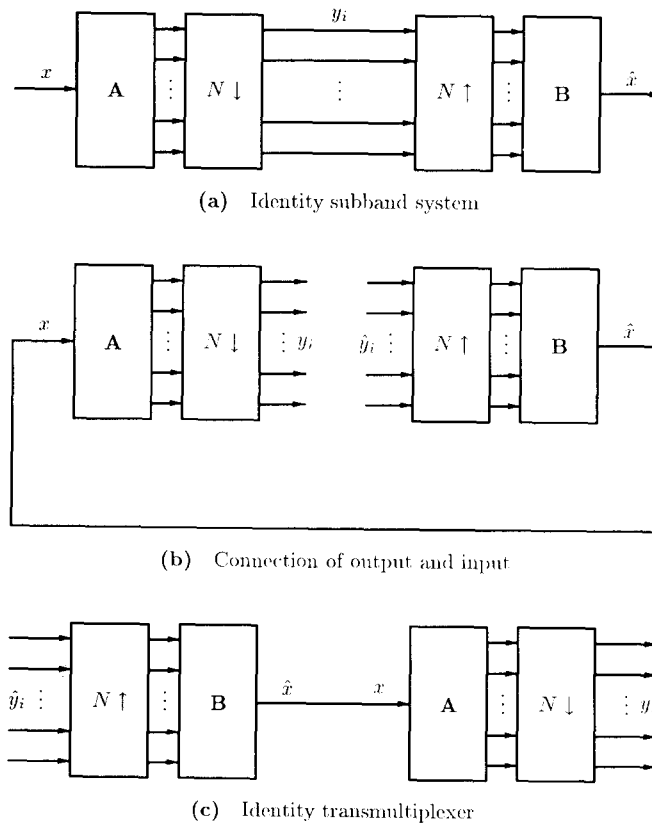 y_i
x A ⋮ N ↓ ⋮ N ↑ ⋮ B x̂
(a) Identity subband system
x A ⋮ N ↓ ⋮ y_i ŷ_i ⋮ N ↑ ⋮ B x̂
(b) Connection of output and input
ŷ_i ⋮ N ↑ ⋮ B x̂ x A ⋮ N ↓ ⋮ y
(c) Identity transmultiplexer